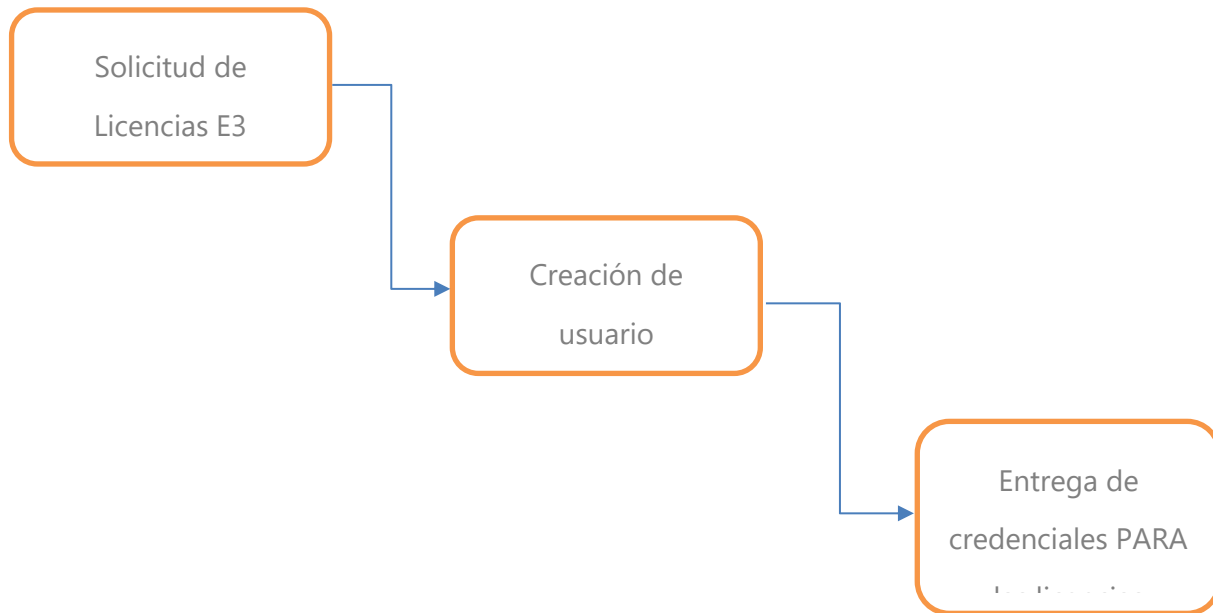 Solicitud de
Licencias E3
Creación de
usuario
Entrega de
credenciales PARA